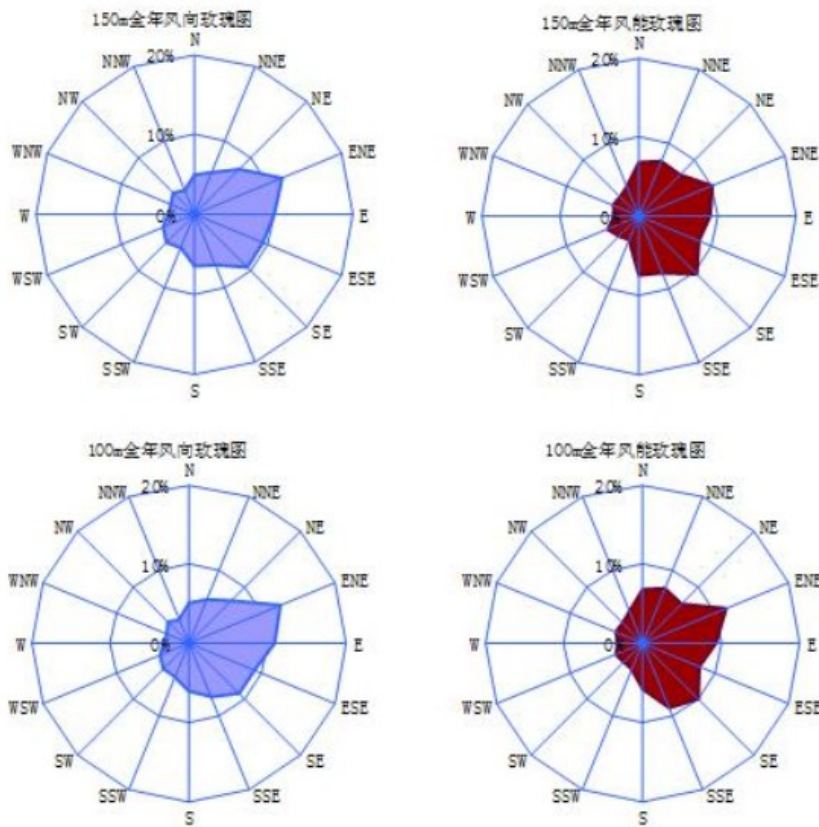 150m全年风向玫瑰图
N
NNE
NE
ENE
E
ESE
SE
SSE
S
SSW
SW
WSW
W
WNW
NW
NNW
20%
10%
0%
150m全年风能玫瑰图
N
NNE
NE
ENE
E
ESE
SE
SSE
S
SSW
SW
WSW
W
WNW
NW
NNW
20%
10%
0%
100m全年风向玫瑰图
N
NNE
NE
ENE
E
ESE
SE
SSE
S
SSW
SW
WSW
W
WNW
NW
NNW
20%
10%
0%
100m全年风能玫瑰图
N
NNE
NE
ENE
E
ESE
SE
SSE
S
SSW
SW
WSW
W
WNW
NW
NNW
20%
10%
0%